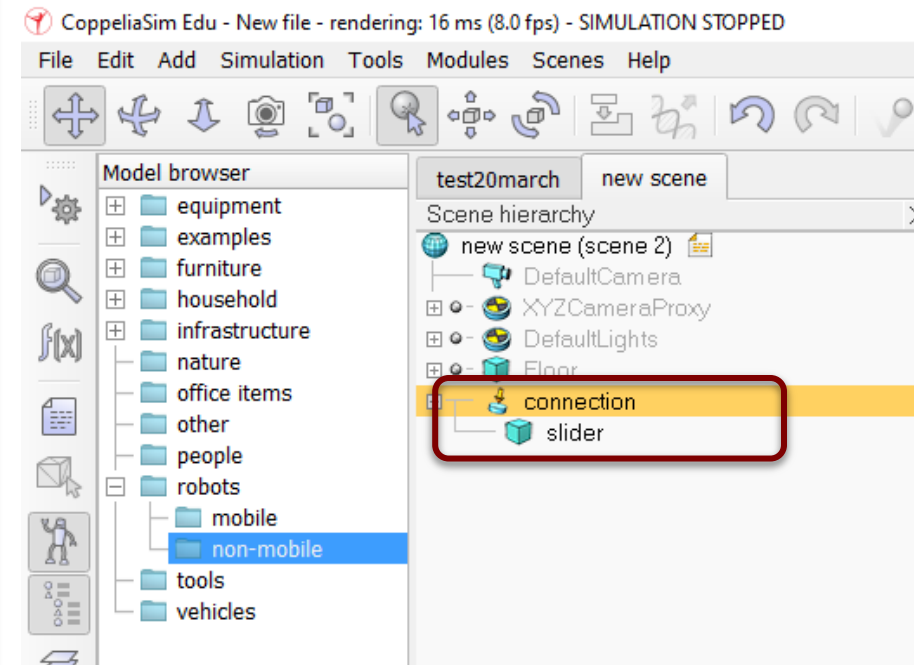 CoppeliaSim Edu - New file - rendering: 16 ms (8.0 fps) - SIMULATION STOPPED
File Edit Add Simulation Tools Modules Scenes Help
Model browser
equipment
examples
furniture
household
infrastructure
nature
office items
other
people
robots
mobile
non-mobile
tools
vehicles
test20march new scene
Scene hierarchy
new scene (scene 2)
DefaultCamera
XYZCameraProxy
DefaultLights
Floor
connection
slider
f(x)